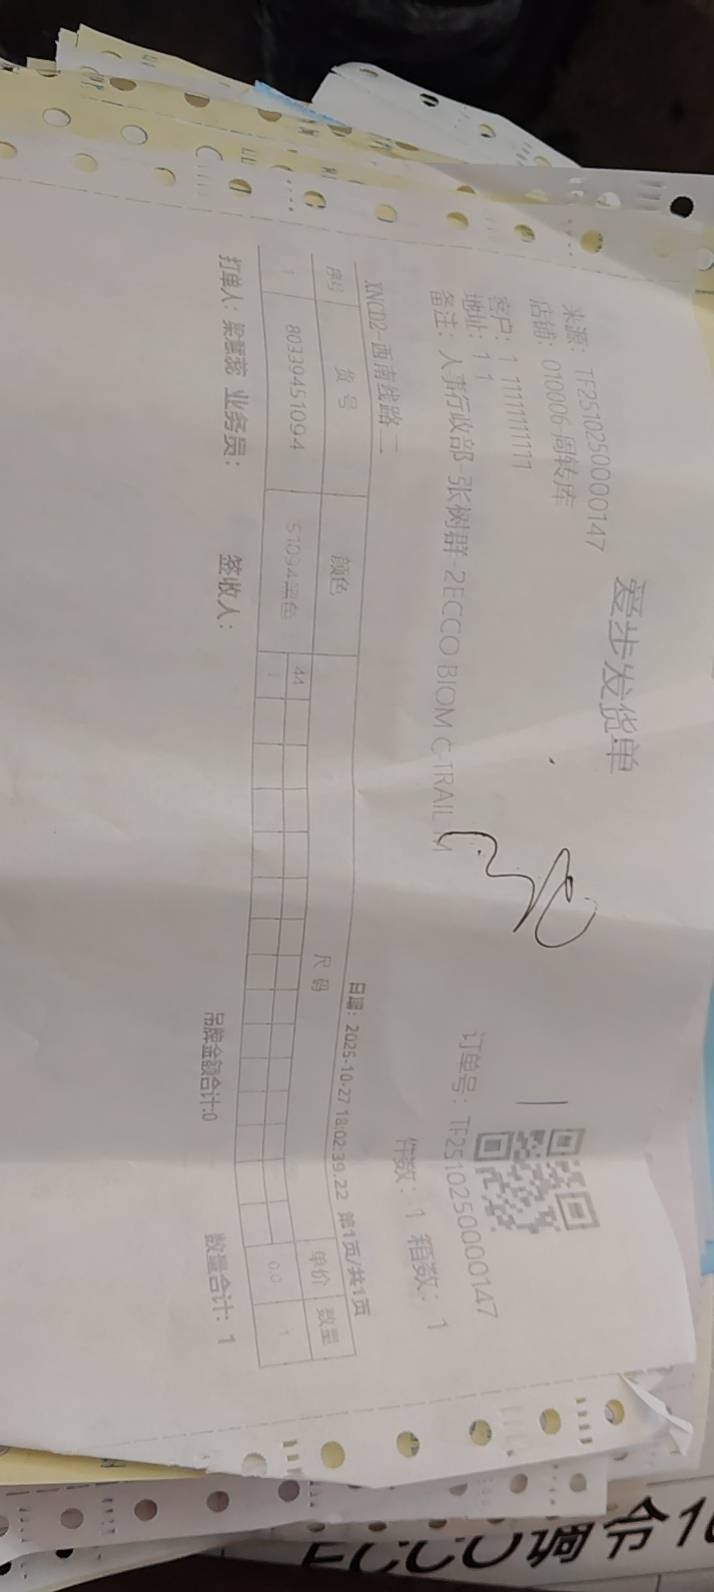 爱步发货单
来源: TF2510250000147
店铺: 010006-周转库
订单号: TF2510250000147
客户: 1 1111111111
地址: 1 1
件数: 1 箱数: 1
备注: 人事行政部-张树群-2ECCO BIOM C-TRAIL M
XNCD2-西南线路二
日期: 2025-10-27 18:02:39.22 第1页/共1页
序号 货号 颜色 尺码 单价 数量
1 80339451094 51094黑色 44 0.0 1
1
打单人: 梁慧蕊 业务员: 签收人: 吊牌金额合计:0 数量合计: 1
ECCO调令